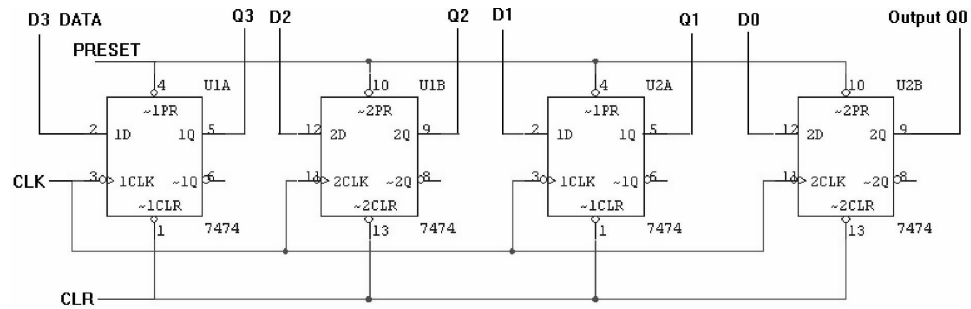 D3 DATA Q3 D2 Q2 D1 Q1 D0 Output Q0
PRESET
4 U1A 10 U1B 4 U2A 10 U2B
~1PR ~2PR ~1PR ~2PR
2 1D 1Q 5 12 2D 2Q 9 2 1D 1Q 5 12 2D 2Q 9
CLK 3 1CLK ~1Q 6 11 2CLK ~2Q 8 3 1CLK ~1Q 6 11 2CLK ~2Q 8
~1CLR ~2CLR ~1CLR ~2CLR
1 7474 13 7474 1 7474 13 7474
CLR